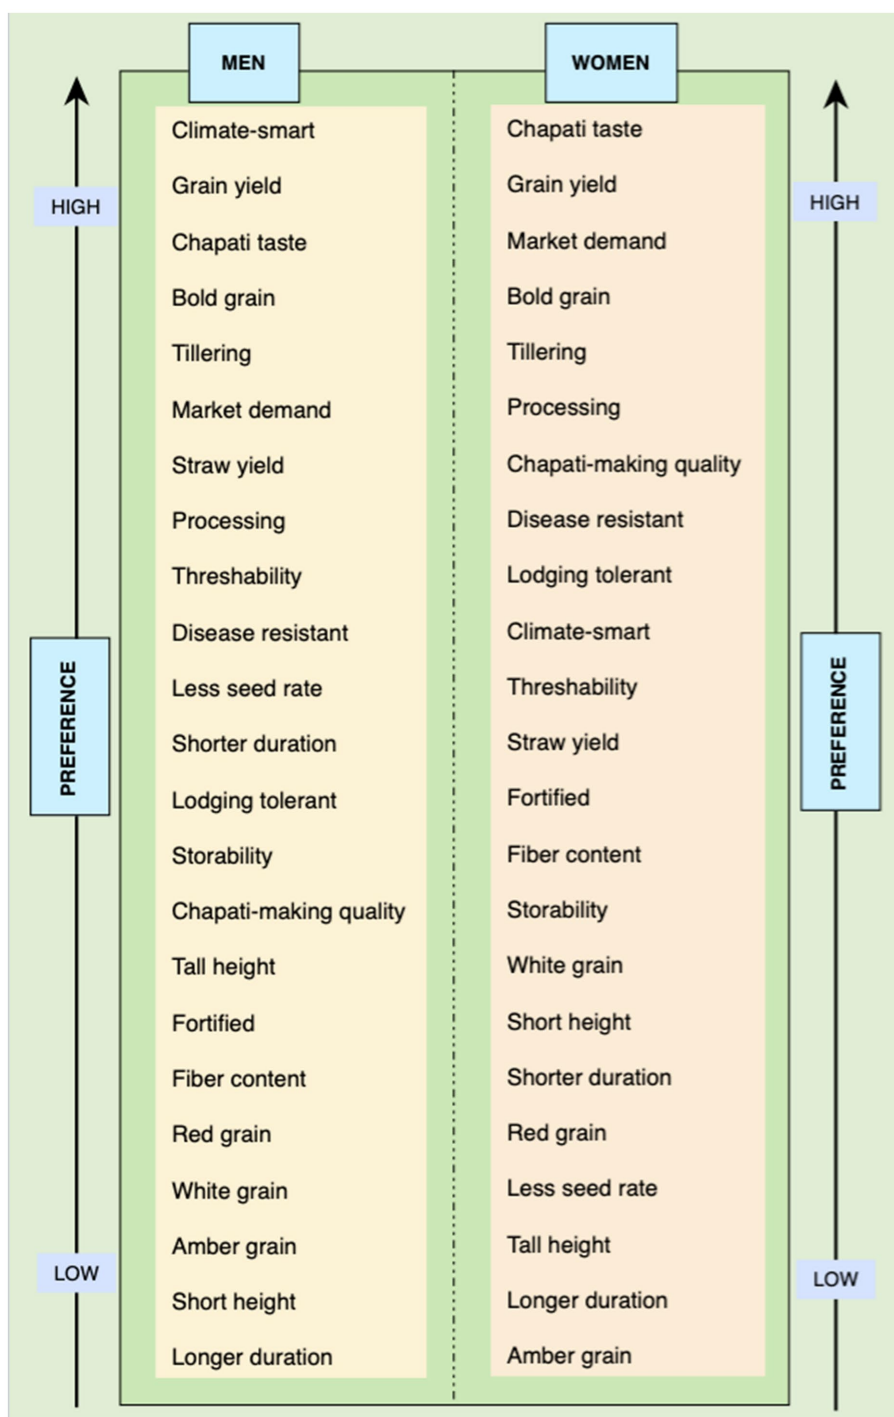 MEN
WOMEN
HIGH
PREFERENCE
LOW
Climate-smart
Grain yield
Chapati taste
Bold grain
Tillering
Market demand
Straw yield
Processing
Threshability
Disease resistant
Less seed rate
Shorter duration
Lodging tolerant
Storability
Chapati-making quality
Tall height
Fortified
Fiber content
Red grain
White grain
Amber grain
Short height
Longer duration
Chapati taste
Grain yield
Market demand
Bold grain
Tillering
Processing
Chapati-making quality
Disease resistant
Lodging tolerant
Climate-smart
Threshability
Straw yield
Fortified
Fiber content
Storability
White grain
Short height
Shorter duration
Red grain
Less seed rate
Tall height
Longer duration
Amber grain
HIGH
PREFERENCE
LOW